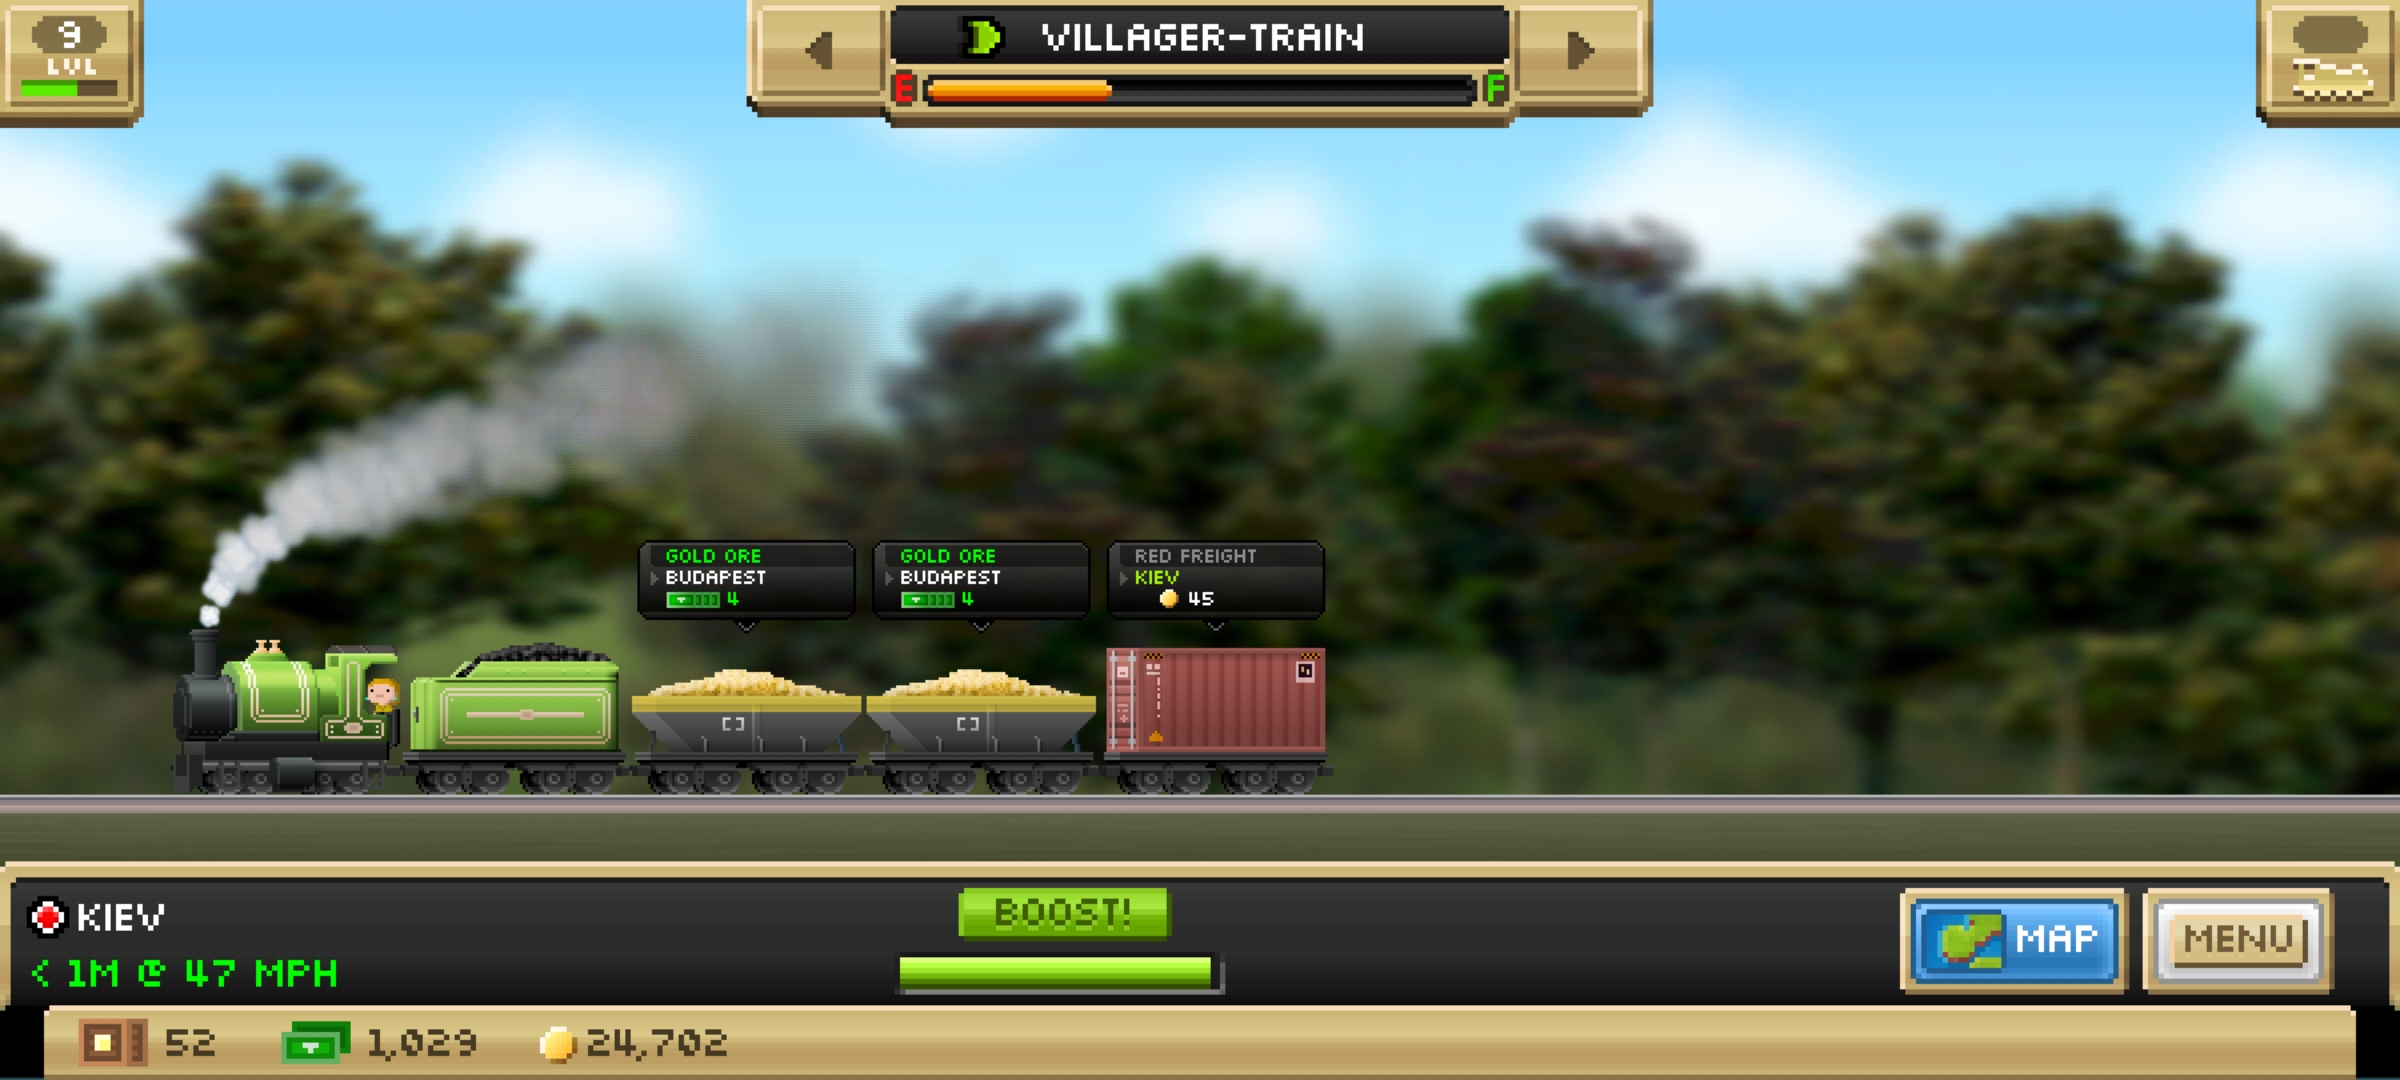 9
LVL
VILLAGER-TRAIN
E F
GOLD ORE
BUDAPEST
4
GOLD ORE
BUDAPEST
4
RED FREIGHT
KIEV
45
KIEV
< 1M @ 47 MPH
BOOST!
MAP
MENU
52
1,029
24,702